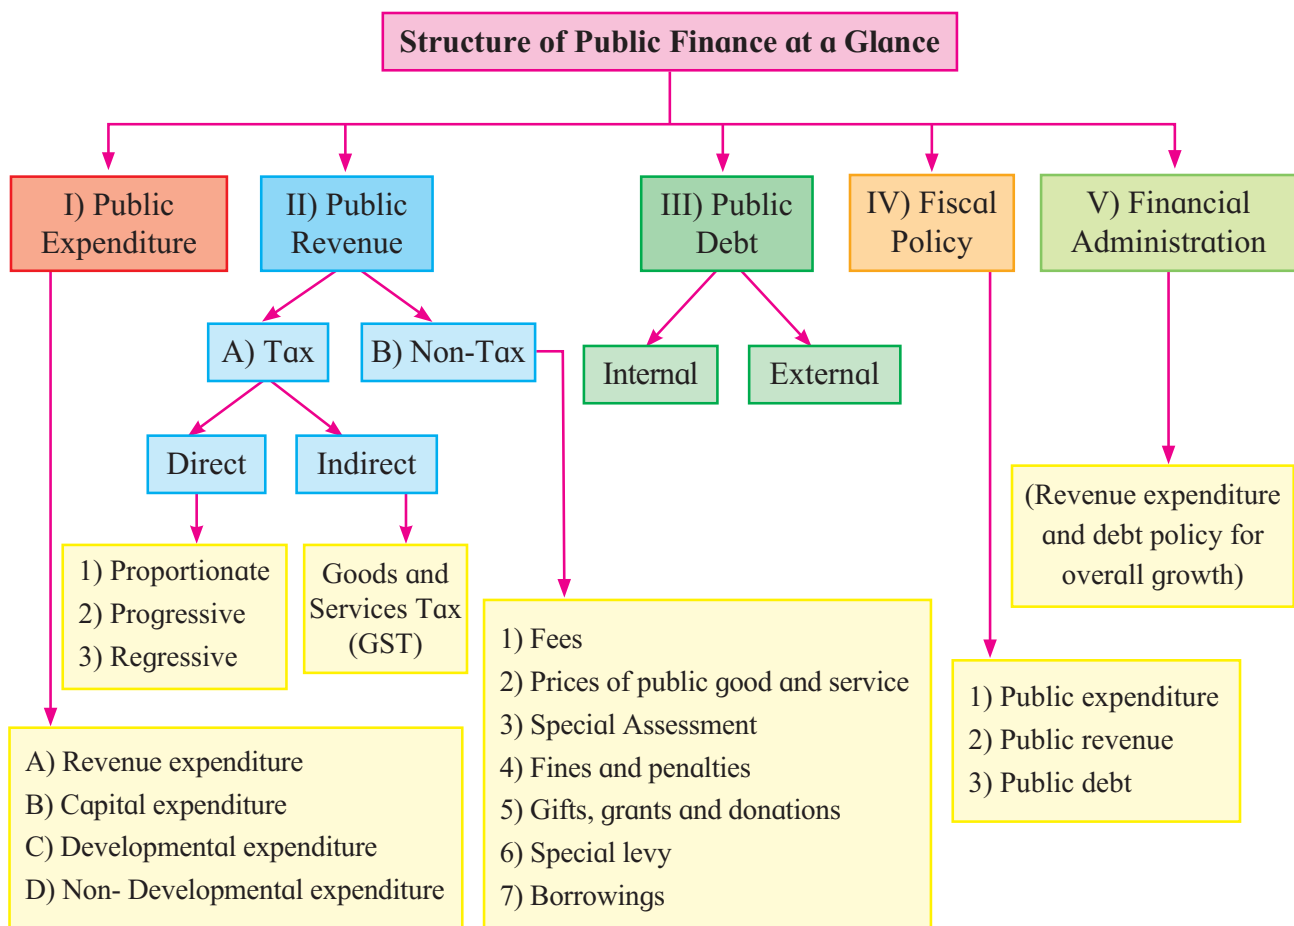 Structure of Public Finance at a Glance
I) Public
Expenditure
II) Public
Revenue
III) Public
Debt
IV) Fiscal
Policy
V) Financial
Administration
A) Tax
B) Non-Tax
Internal
External
Direct
Indirect
1) Proportionate
2) Progressive
3) Regressive
Goods and
Services Tax
(GST)
(Revenue expenditure
and debt policy for
overall growth)
A) Revenue expenditure
B) Capital expenditure
C) Developmental expenditure
D) Non- Developmental expenditure
1) Fees
2) Prices of public good and service
3) Special Assessment
4) Fines and penalties
5) Gifts, grants and donations
6) Special levy
7) Borrowings
1) Public expenditure
2) Public revenue
3) Public debt